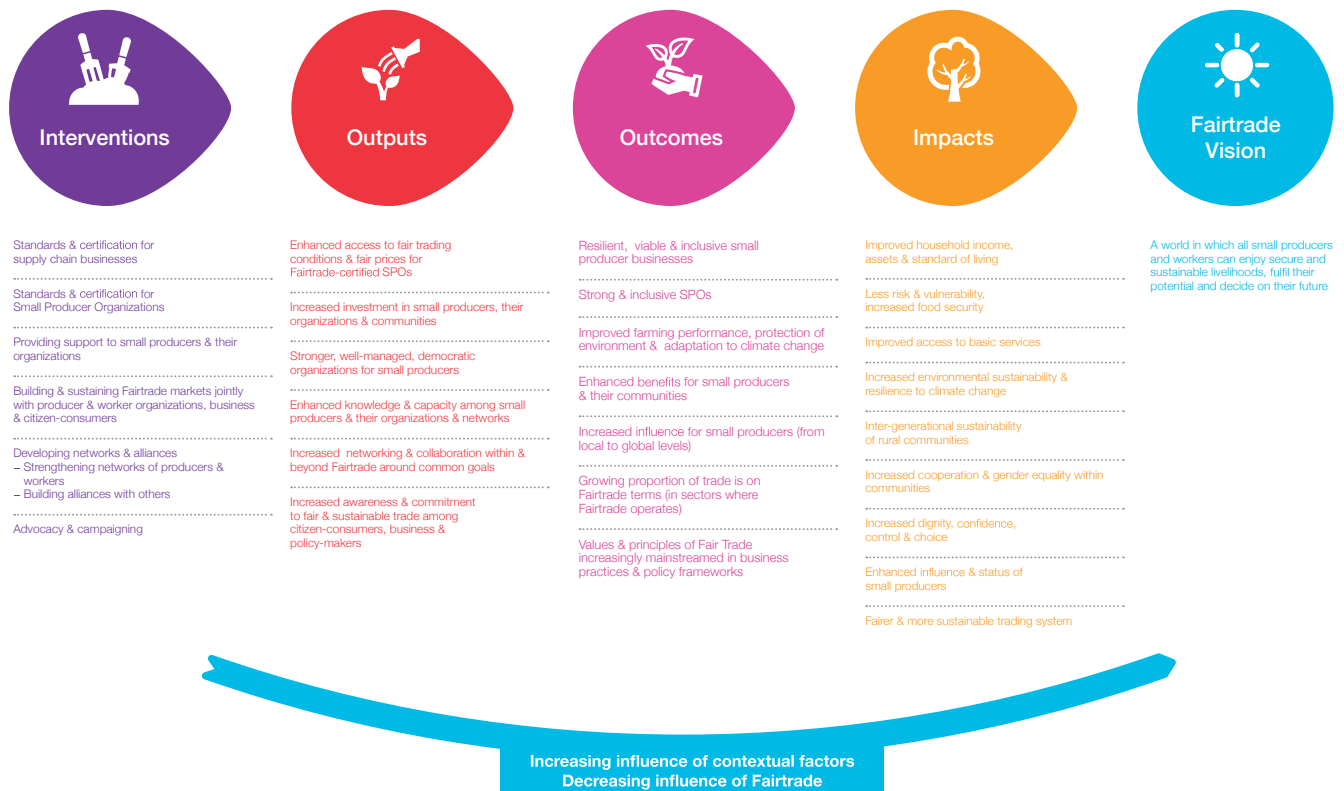 Interventions
Standards & certification for
supply chain businesses
Standards & certification for
Small Producer Organizations
Providing support to small producers & their
organizations
Building & sustaining Fairtrade markets jointly
with producer & worker organizations, business
& citizen-consumers
Developing networks & alliances
– Strengthening networks of producers &
workers
– Building alliances with others
Advocacy & campaigning
Outputs
Enhanced access to fair trading
conditions & fair prices for
Fairtrade-certified SPOs
Increased investment in small producers, their
organizations & communities
Stronger, well-managed, democratic
organizations for small producers
Enhanced knowledge & capacity among small
producers & their organizations & networks
Increased networking & collaboration within &
beyond Fairtrade around common goals
Increased awareness & commitment
to fair & sustainable trade among
citizen-consumers, business &
policy-makers
Outcomes
Resilient, viable & inclusive small
producer businesses
Strong & inclusive SPOs
Improved farming performance, protection of
environment & adaptation to climate change
Enhanced benefits for small producers
& their communities
Increased influence for small producers (from
local to global levels)
Growing proportion of trade is on
Fairtrade terms (in sectors where
Fairtrade operates)
Values & principles of Fair Trade
increasingly mainstreamed in business
practices & policy frameworks
Impacts
Improved household income,
assets & standard of living
Less risk & vulnerability,
increased food security
Improved access to basic services
Increased environmental sustainability &
resilience to climate change
Inter-generational sustainability
of rural communities
Increased cooperation & gender equality within
communities
Increased dignity, confidence,
control & choice
Enhanced influence & status of
small producers
Fairer & more sustainable trading system
Fairtrade
Vision
A world in which all small producers
and workers can enjoy secure and
sustainable livelihoods, fulfil their
potential and decide on their future
Increasing influence of contextual factors
Decreasing influence of Fairtrade